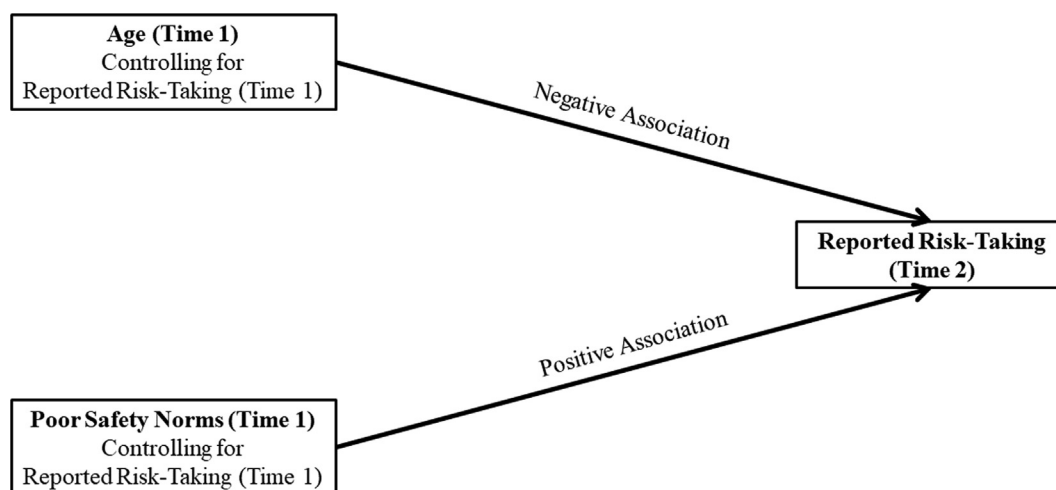 Age (Time 1)
Controlling for
Reported Risk-Taking (Time 1)
Negative Association
Reported Risk-Taking
(Time 2)
Positive Association
Poor Safety Norms (Time 1)
Controlling for
Reported Risk-Taking (Time 1)